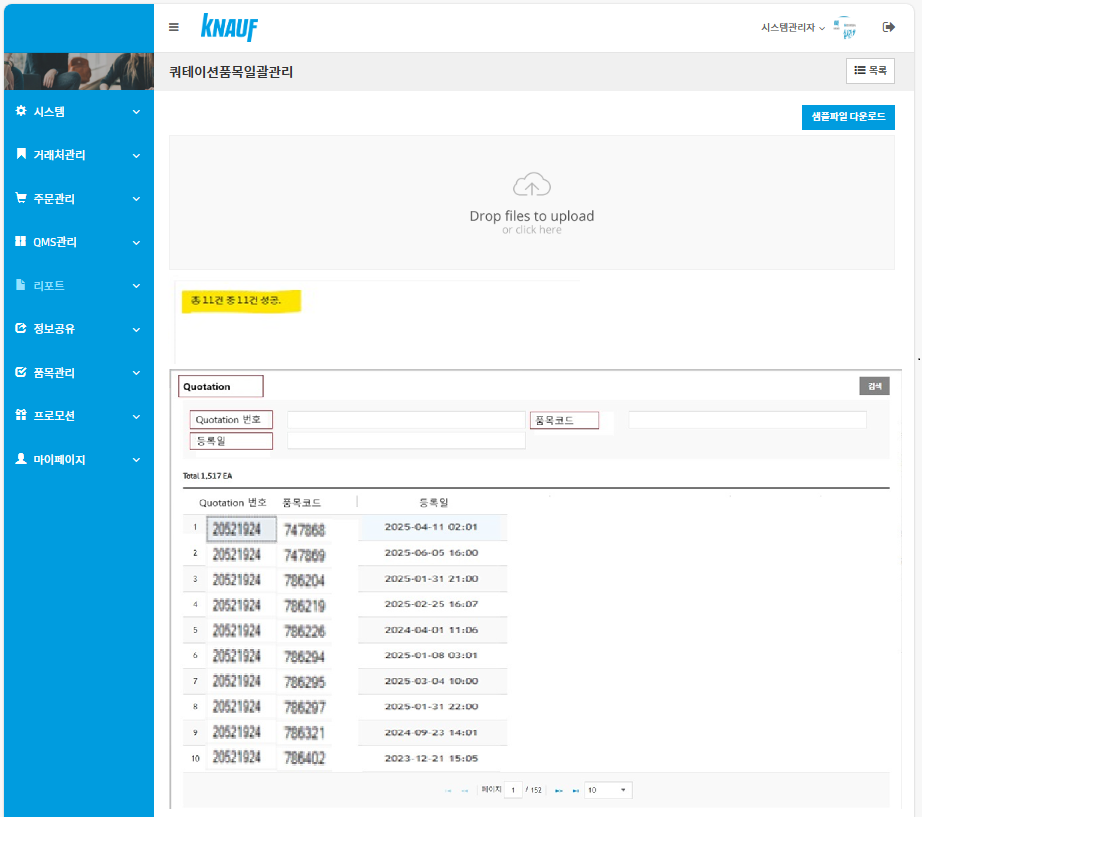 KNAUF
시스템관리자
쿼테이션품목일괄관리
목록
시스템
거래처관리
주문관리
QMS관리
리포트
정보공유
품목관리
프로모션
마이페이지
샘플파일 다운로드
Drop files to upload
or click here
총 11건 중 11건 성공.
Quotation
검색
Quotation 번호
품목코드
등록일
Total 1,517 EA
Quotation 번호 품목코드 등록일
1 20521924 747868 2025-04-11 02:01
2 20521924 747869 2025-06-05 16:00
3 20521924 786204 2025-01-31 21:00
4 20521924 786219 2025-02-25 16:07
5 20521924 786226 2024-04-01 11:06
6 20521924 786294 2025-01-08 03:01
7 20521924 786295 2025-03-04 10:00
8 20521924 786297 2025-01-31 22:00
9 20521924 786321 2024-09-23 14:01
10 20521924 786402 2023-12-21 15:05
페이지 1 / 152 10